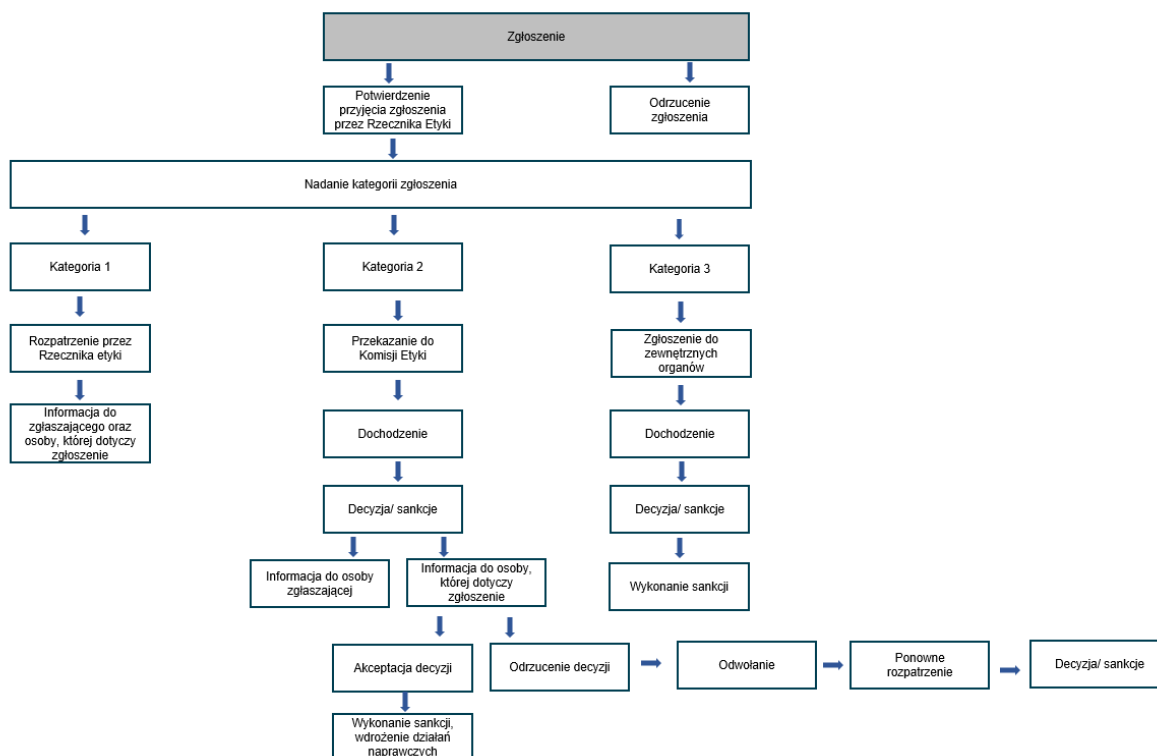 Zgłoszenie
Potwierdzenie
przyjęcia zgłoszenia
przez Rzecznika Etyki
Odrzucenie
zgłoszenia
Nadanie kategorii zgłoszenia
Kategoria 1
Kategoria 2
Kategoria 3
Rozpatrzenie przez
Rzecznika etyki
Przekazanie do
Komisji Etyki
Zgłoszenie do
zewnętrznych
organów
Informacja do
zgłaszającego oraz
osoby, której dotyczy
zgłoszenie
Dochodzenie
Dochodzenie
Decyzja/ sankcje
Decyzja/ sankcje
Informacja do osoby
zgłaszającej
Informacja do osoby,
której dotyczy
zgłoszenie
Wykonanie sankcji
Akceptacja decyzji
Odrzucenie decyzji
Odwołanie
Ponowne
rozpatrzenie
Decyzja/ sankcje
Wykonanie sankcji,
wdrożenie działań
naprawczych